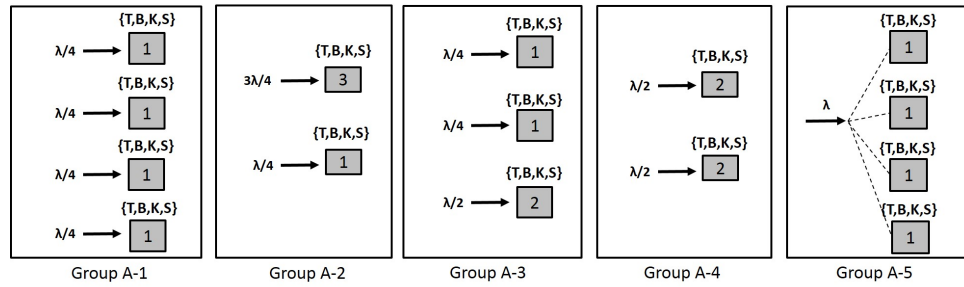 {T,B,K,S}
λ/4
1
{T,B,K,S}
λ/4
1
{T,B,K,S}
λ/4
1
{T,B,K,S}
λ/4
1
Group A-1
{T,B,K,S}
3λ/4
3
{T,B,K,S}
λ/4
1
Group A-2
{T,B,K,S}
λ/4
1
{T,B,K,S}
λ/4
1
{T,B,K,S}
λ/2
2
Group A-3
{T,B,K,S}
λ/2
2
{T,B,K,S}
λ/2
2
Group A-4
{T,B,K,S}
1
λ
{T,B,K,S}
1
{T,B,K,S}
1
{T,B,K,S}
1
Group A-5